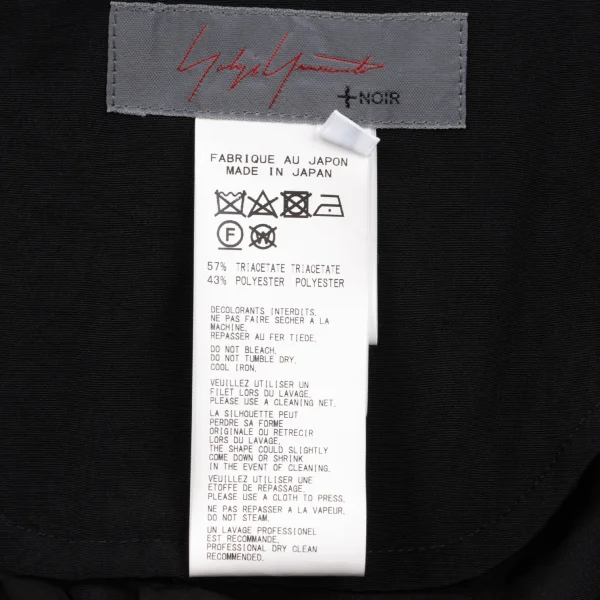 Yohji Yamamoto
+NOIR
FABRIQUE AU JAPON
MADE IN JAPAN
F W
57% TRIACETATE TRIACETATE
43% POLYESTER POLYESTER
DECOLORANTS INTERDITS.
NE PAS FAIRE SECHER A LA
MACHINE.
REPASSER AU FER TIEDE.
DO NOT BLEACH.
DO NOT TUMBLE DRY.
COOL IRON.
VEUILLEZ UTILISER UN
FILET LORS DU LAVAGE.
PLEASE USE A CLEANING NET.
LA SILHOUETTE PEUT
PERDRE SA FORME
ORIGINALE OU RETRECIR
LORS DU LAVAGE.
THE SHAPE COULD SLIGHTLY
COME DOWN OR SHRINK
IN THE EVENT OF CLEANING.
VEUILLEZ UTILISER UNE
ETOFFE DE REPASSAGE.
PLEASE USE A CLOTH TO PRESS.
NE PAS REPASSER A LA VAPEUR.
DO NOT STEAM.
UN LAVAGE PROFESSIONEL
EST RECOMMANDE.
PROFESSIONAL DRY CLEAN
RECOMMENDED.